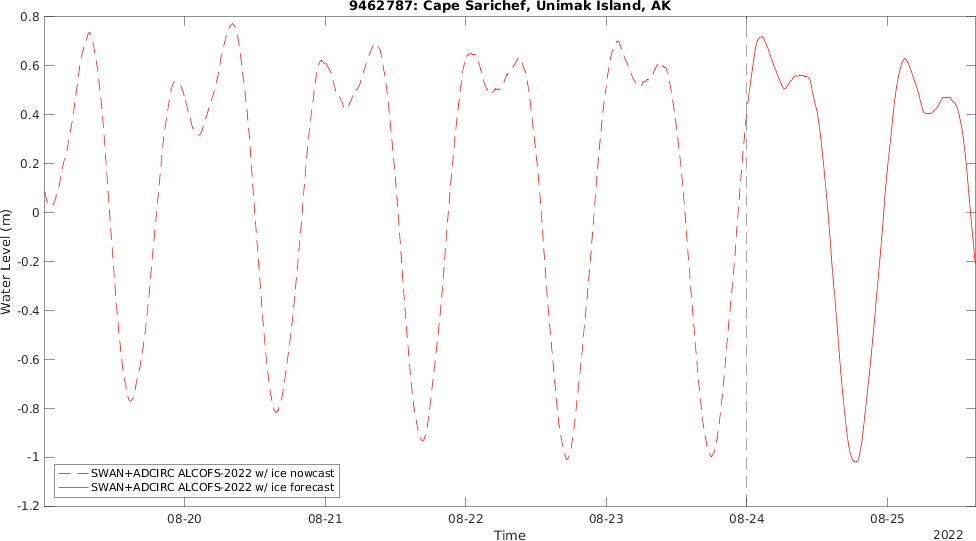 9462787: Cape Sarichef, Unimak Island, AK
0.8
0.6
0.4
0.2
0
-0.2
-0.4
-0.6
-0.8
-1
-1.2
Water Level (m)
SWAN+ADCIRC ALCOFS-2022 w/ ice nowcast
SWAN+ADCIRC ALCOFS-2022 w/ ice forecast
08-20 08-21 08-22 08-23 08-24 08-25
Time
2022